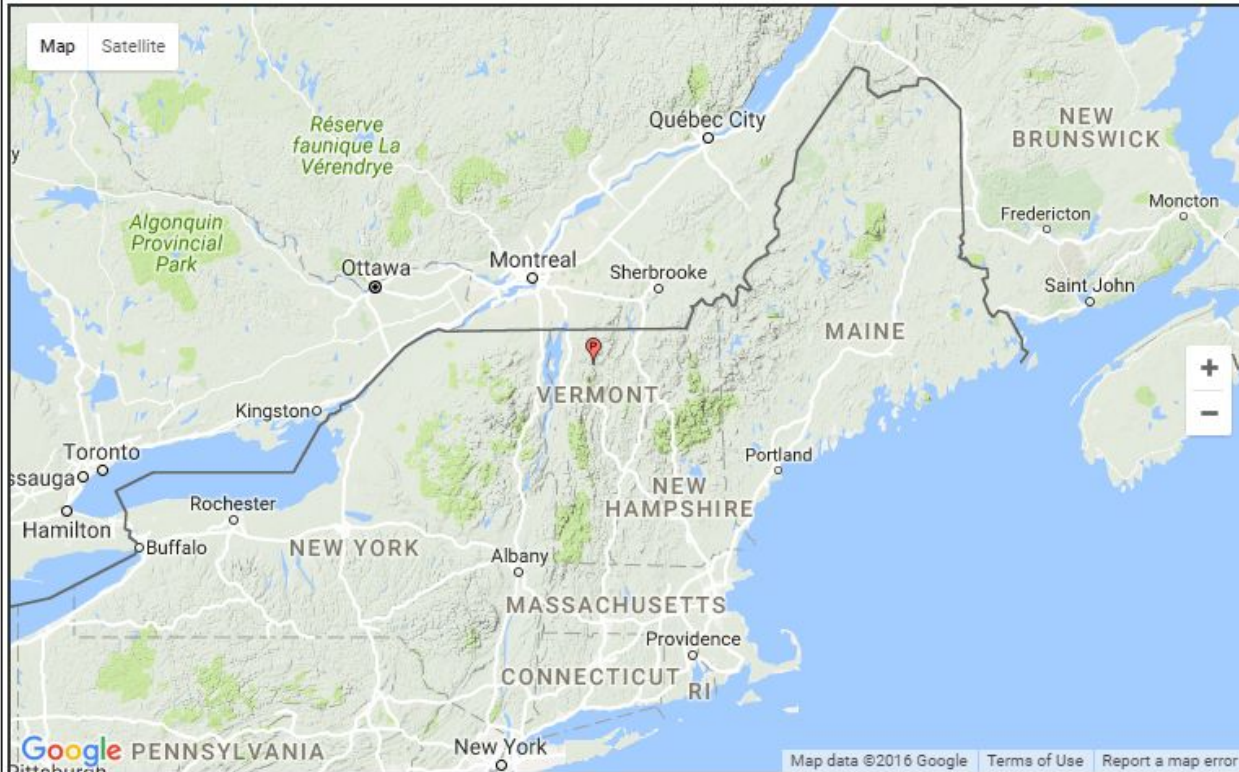 Map Satellite
Québec City
NEW
BRUNSWICK
Réserve
faunique La
Vérendrye
Algonquin
Provincial
Park
Fredericton
Moncton
Ottawa
Montreal
Sherbrooke
Saint John
MAINE
P
VERMONT
Kingston
Toronto
ssauga
Portland
Rochester
Hamilton
NEW
HAMPSHIRE
Buffalo
NEW YORK
Albany
MASSACHUSETTS
Providence
CONNECTICUT
RI
Google PENNSYLVANIA
New York
Pittsburgh
+
−
Map data ©2016 Google Terms of Use Report a map error